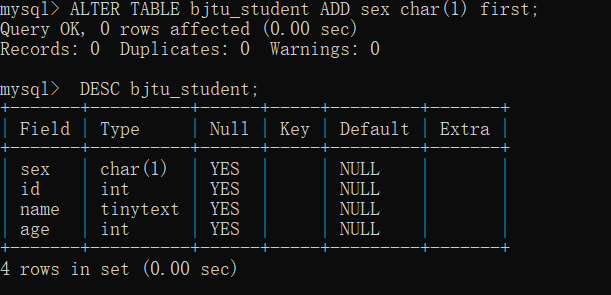 mysql> ALTER TABLE bjtu_student ADD sex char(1) first;
Query OK, 0 rows affected (0.00 sec)
Records: 0  Duplicates: 0  Warnings: 0

mysql>  DESC bjtu_student;
+-------+----------+------+-----+---------+-------+
| Field | Type     | Null | Key | Default | Extra |
+-------+----------+------+-----+---------+-------+
| sex   | char(1)  | YES  |     | NULL    |       |
| id    | int      | YES  |     | NULL    |       |
| name  | tinytext | YES  |     | NULL    |       |
| age   | int      | YES  |     | NULL    |       |
+-------+----------+------+-----+---------+-------+
4 rows in set (0.00 sec)